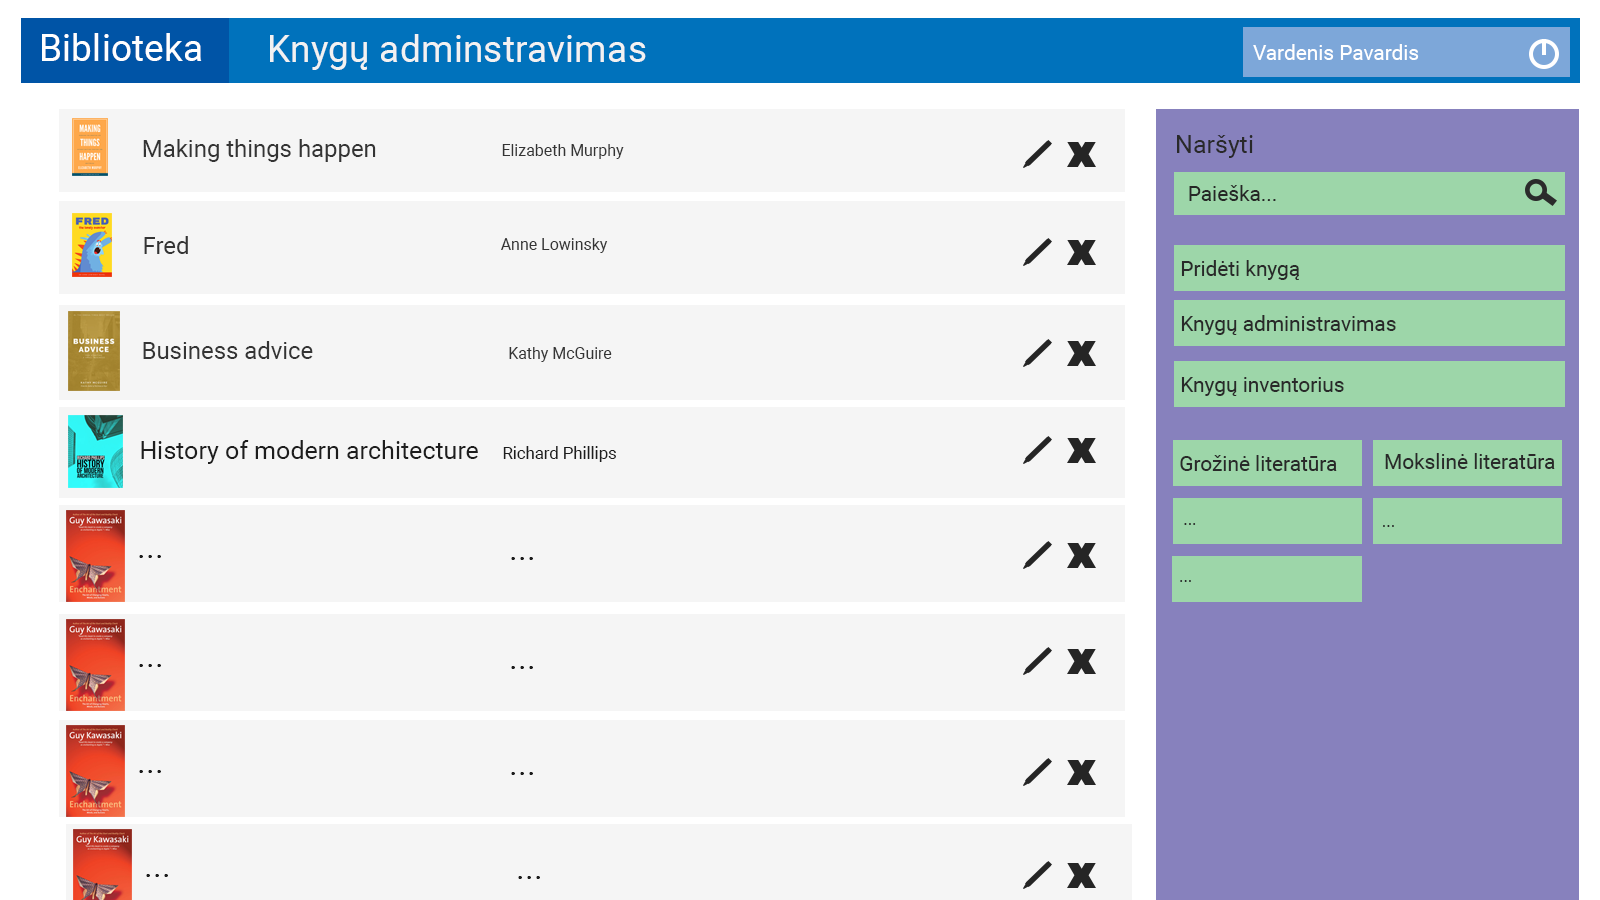 Biblioteka
Knygų adminstravimas
Vardenis Pavardis
MAKING
THINGS
HAPPEN
Making things happen
Elizabeth Murphy
FRED
Fred
Anne Lowinsky
BUSINESS
ADVICE
Business advice
Kathy McGuire
RICHARD PHILLIPS
HISTORY
OF MODERN
ARCHITECTURE
History of modern architecture
Richard Phillips
Guy Kawasaki
Enchantment
...
...
Guy Kawasaki
Enchantment
...
...
Guy Kawasaki
Enchantment
...
...
Guy Kawasaki
...
...
Naršyti
Paieška...
Pridėti knygą
Knygų administravimas
Knygų inventorius
Grožinė literatūra
Mokslinė literatūra
...
...
...